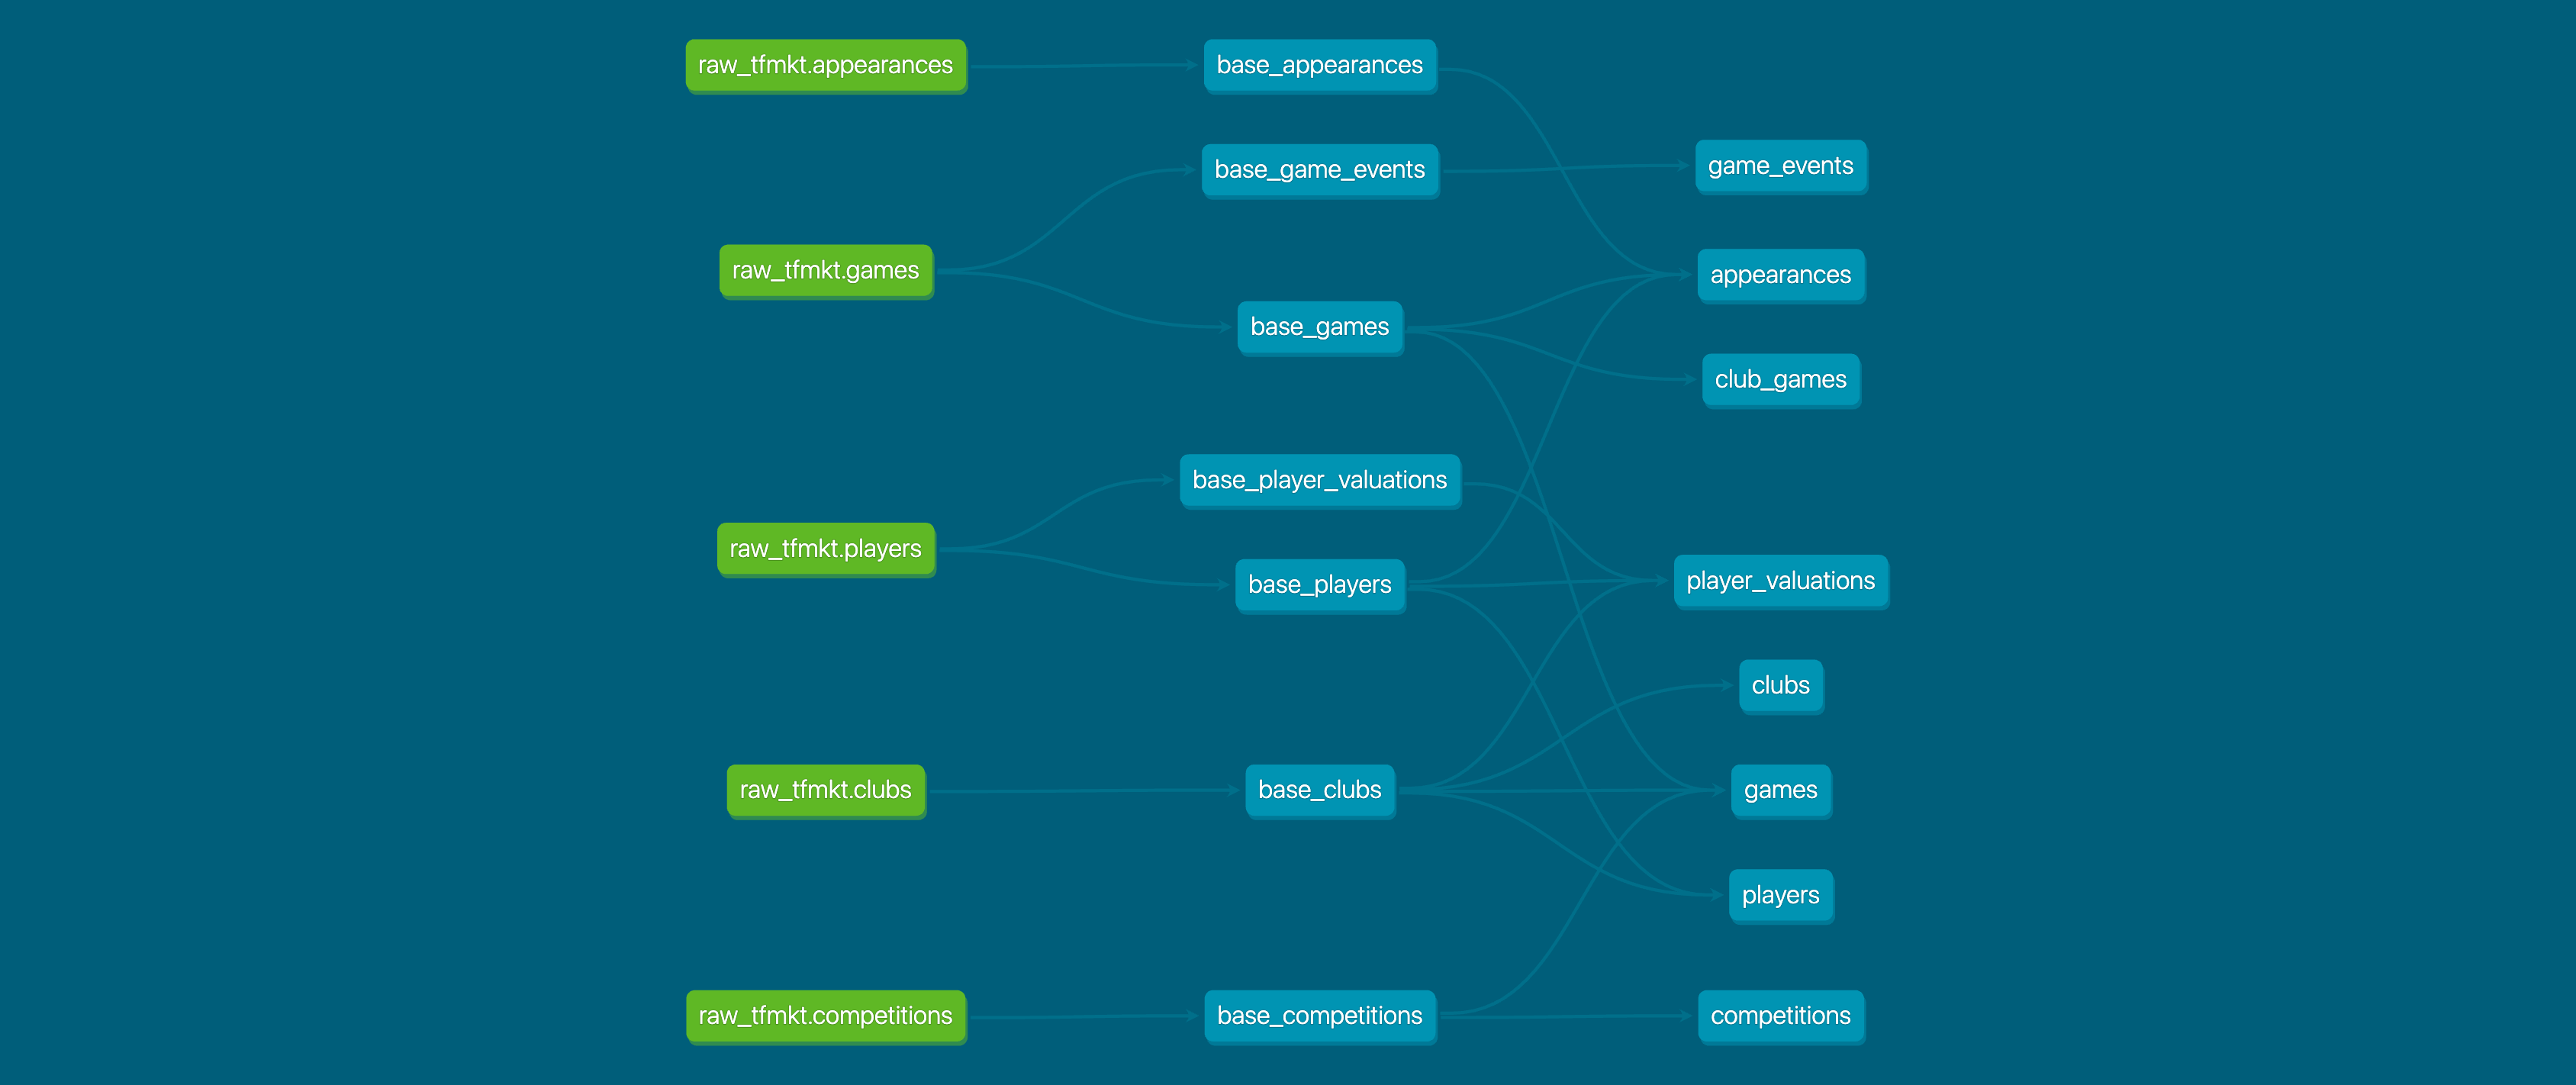 raw_tfmkt.appearances
base_appearances
base_game_events
game_events
raw_tfmkt.games
appearances
base_games
club_games
base_player_valuations
raw_tfmkt.players
base_players
player_valuations
clubs
raw_tfmkt.clubs
base_clubs
games
players
raw_tfmkt.competitions
base_competitions
competitions